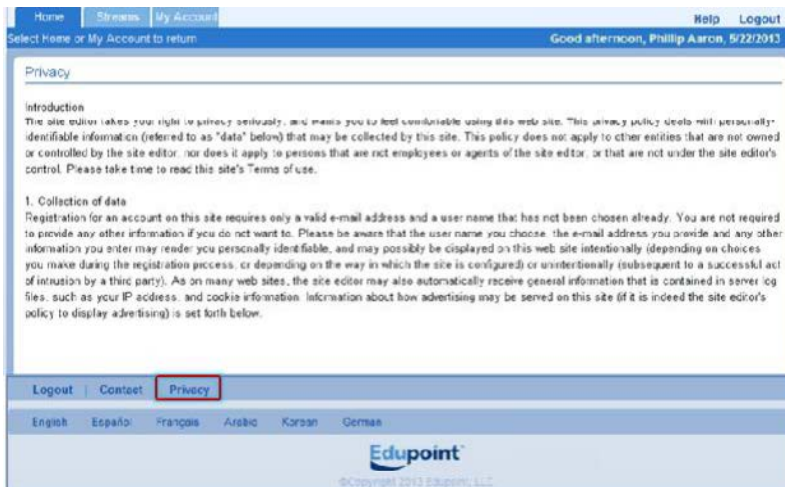 Home Streams My Account
Help Logout
Select Home or My Account to return
Good afternoon, Phillip Aaron, 5/22/2013
Privacy
Introduction
The site editor takes your right to privacy seriously, and wants you to feel comfortable using this web site. This privacy policy deals with personally-
identifiable information (referred to as "data" below) that may be collected by this site. This policy does not apply to other entities that are not owned
or controlled by the site editor, nor does it apply to persons that are not employees or agents of the site editor, or that are not under the site editor's
control. Please take time to read this site's Terms of use.
1. Collection of data
Registration for an account on this site requires only a valid e-mail address and a user name that has not been chosen already. You are not required
to provide any other information if you do not want to. Please be aware that the user name you choose, the e-mail address you provide and any other
information you enter may render you personally identifiable, and may possibly be displayed on this web site intentionally (depending on choices
you make during the registration process, or depending on the way in which the site is configured) or unintentionally (subsequent to a successful act
of intrusion by a third party). As on many web sites, the site editor may also automatically receive general information that is contained in server log
files, such as your IP address, and cookie information. Information about how advertising may be served on this site (if it is indeed the site editor's
policy to display advertising) is set forth below.
Logout | Contact Privacy
English Español Français Arabic Korean German
Edupoint
©Copyright 2013 Edupoint, LLC